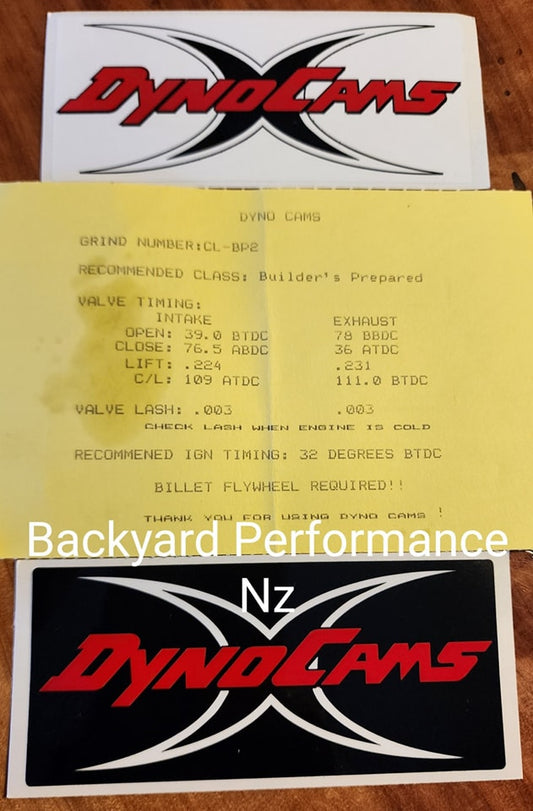 DYNOCAMS
DYNO CAMS
GRIND NUMBER:CL-BP2
RECOMMENDED CLASS: Builder's Prepared
VALVE TIMING:
INTAKE EXHAUST
OPEN: 39.0 BTDC 78 BBDC
CLOSE: 76.5 ABDC 36 ATDC
LIFT: .224 .231
C/L: 109 ATDC 111.0 BTDC
VALVE LASH: .003 .003
CHECK LASH WHEN ENGINE IS COLD
RECOMMENED IGN TIMING: 32 DEGREES BTDC
BILLET FLYWHEEL REQUIRED!!
THANK YOU FOR USING DYNO CAMS !
Backyard Performance
Nz
DYNOCAMS